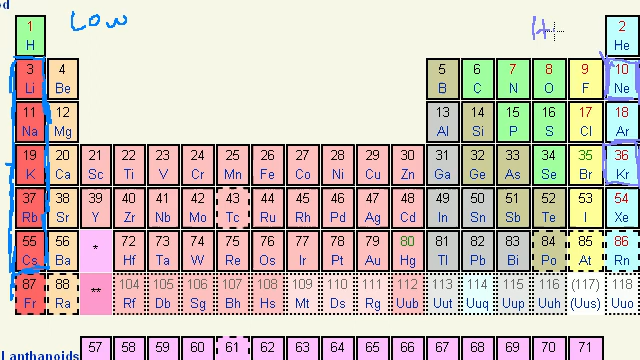 d
Low
H
1 2
H He
3 4 5 6 7 8 9 10
Li Be B C N O F Ne
11 12 13 14 15 16 17 18
Na Mg Al Si P S Cl Ar
19 20 21 22 23 24 25 26 27 28 29 30 31 32 33 34 35 36
K Ca Sc Ti V Cr Mn Fe Co Ni Cu Zn Ga Ge As Se Br Kr
37 38 39 40 41 42 43 44 45 46 47 48 49 50 51 52 53 54
Rb Sr Y Zr Nb Mo Tc Ru Rh Pd Ag Cd In Sn Sb Te I Xe
55 56 * 72 73 74 75 76 77 78 79 80 81 82 83 84 85 86
Cs Ba Hf Ta W Re Os Ir Pt Au Hg Tl Pb Bi Po At Rn
87 88 ** 104 105 106 107 108 109 110 111 112 113 114 115 116 (117) 118
Fr Ra Rf Db Sg Bh Hs Mt Ds Rg Uub Uut Uuq Uup Uuh (Uus) Uuo
Lanthanoids 57 58 59 60 61 62 63 64 65 66 67 68 69 70 71